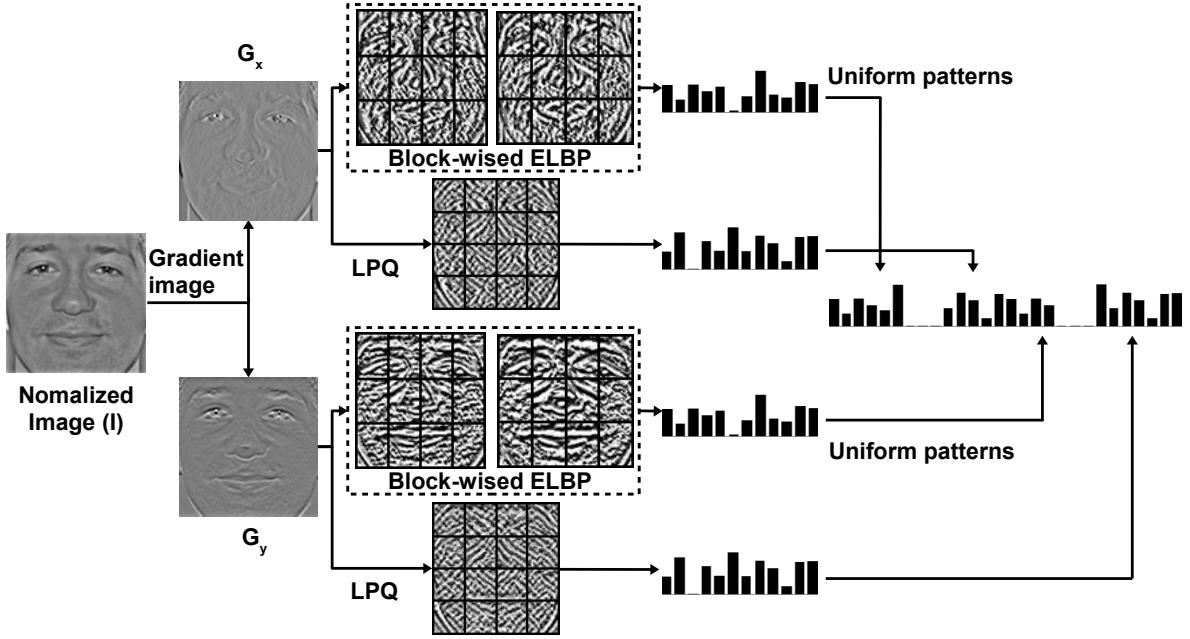 Gx
Uniform patterns
Block-wised ELBP
Gradient
image
LPQ
Nomalized
Image (I)
Block-wised ELBP
Uniform patterns
Gy
LPQ